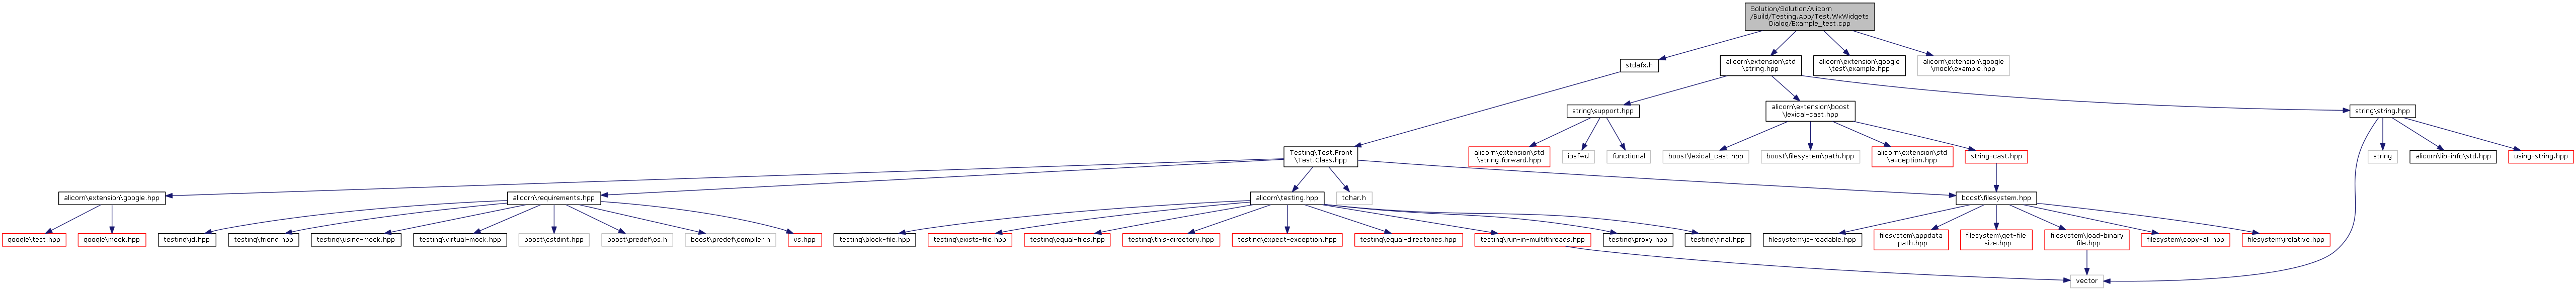 Solution/Solution/Alicorn
/Build/Testing.App/Test.WxWidgets
Dialog/Example_test.cpp
stdafx.h
alicorn\extension\std
\string.hpp
alicorn\extension\google
\test\example.hpp
alicorn\extension\google
\mock\example.hpp
string\support.hpp
alicorn\extension\boost
\lexical-cast.hpp
string\string.hpp
Testing\Test.Front
\Test.Class.hpp
alicorn\extension\std
\string.forward.hpp
iosfwd
functional
boost\lexical_cast.hpp
boost\filesystem\path.hpp
alicorn\extension\std
\exception.hpp
string-cast.hpp
string
alicorn\lib-info\std.hpp
using-string.hpp
alicorn\extension\google.hpp
alicorn\requirements.hpp
alicorn\testing.hpp
tchar.h
boost\filesystem.hpp
google\test.hpp
google\mock.hpp
testing\id.hpp
testing\friend.hpp
testing\using-mock.hpp
testing\virtual-mock.hpp
boost\cstdint.hpp
boost\predef\os.h
boost\predef\compiler.h
vs.hpp
testing\block-file.hpp
testing\exists-file.hpp
testing\equal-files.hpp
testing\this-directory.hpp
testing\expect-exception.hpp
testing\equal-directories.hpp
testing\run-in-multithreads.hpp
testing\proxy.hpp
testing\final.hpp
filesystem\is-readable.hpp
filesystem\appdata
-path.hpp
filesystem\get-file
-size.hpp
filesystem\load-binary
-file.hpp
filesystem\copy-all.hpp
filesystem\irelative.hpp
vector